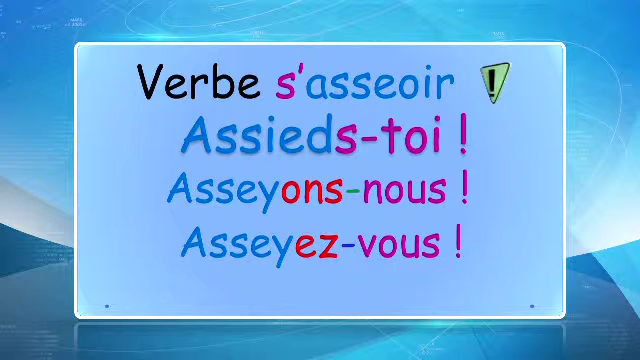 Verbe s'asseoir !
Assieds-toi !
Asseyons-nous !
Asseyez-vous !